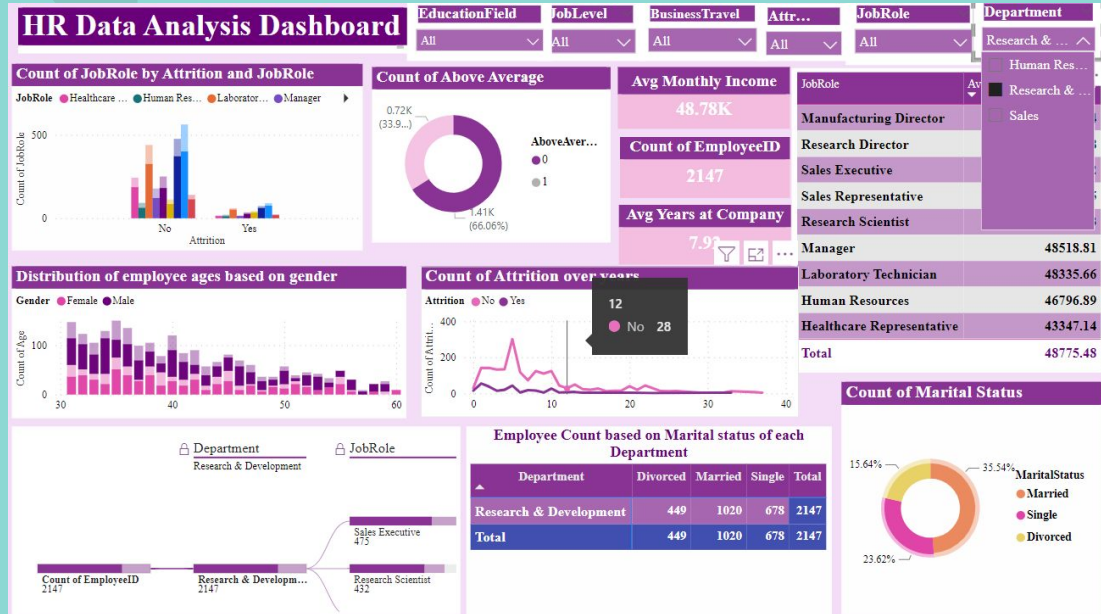 HR Data Analysis Dashboard
EducationField
All
JobLevel
All
BusinessTravel
All
Attr...
All
JobRole
All
Department
Research & ...
Human Res...
Research & ...
Sales
Count of JobRole by Attrition and JobRole
JobRole Healthcare ... Human Res... Laborator... Manager
Count of JobRole
500
0
No
Yes
Attrition
Count of Above Average
0.72K
(33.9...)
1.41K
(66.06%)
AboveAver...
0
1
Avg Monthly Income
48.78K
Count of EmployeeID
2147
Avg Years at Company
JobRole
Av
Manufacturing Director
Research Director
Sales Executive
Sales Representative
Research Scientist
Manager 48518.81
Laboratory Technician 48335.66
Human Resources 46796.89
Healthcare Representative 43347.14
Total 48775.48
Distribution of employee ages based on gender
Gender Female Male
Count of Age
100
0
30 40 50 60
Count of Attrition over years
Attrition No Yes
Count of Attrit...
400
200
0
0 10 20 30 40
12
No 28
Department
Research & Development
JobRole
Count of EmployeeID
2147
Research & Developm...
2147
Sales Executive
475
Research Scientist
432
Employee Count based on Marital status of each
Department
Department Divorced Married Single Total
Research & Development 449 1020 678 2147
Total 449 1020 678 2147
Count of Marital Status
15.64%
35.54%
23.62%
MaritalStatus
Married
Single
Divorced